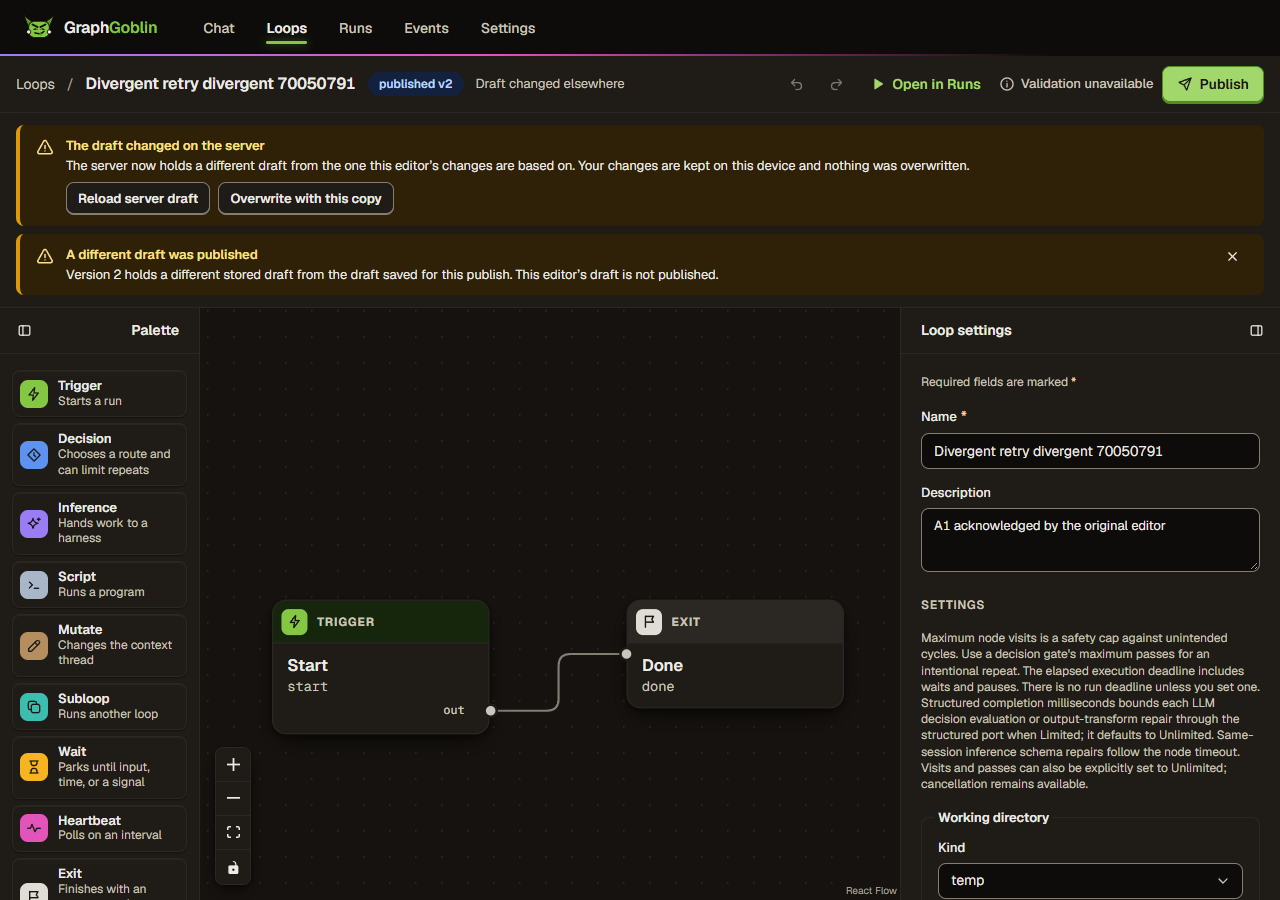 GraphGoblin
Chat
Loops
Runs
Events
Settings
Loops / Divergent retry divergent 70050791
published v2
Draft changed elsewhere
Open in Runs
Validation unavailable
Publish
The draft changed on the server
The server now holds a different draft from the one this editor's changes are based on. Your changes are kept on this device and nothing was overwritten.
Reload server draft
Overwrite with this copy
A different draft was published
Version 2 holds a different stored draft from the draft saved for this publish. This editor's draft is not published.
Palette
Trigger
Starts a run
Decision
Chooses a route and
can limit repeats
Inference
Hands work to a
harness
Script
Runs a program
Mutate
Changes the context
thread
Subloop
Runs another loop
Wait
Parks until input,
time, or a signal
Heartbeat
Polls on an interval
Exit
Finishes with an
TRIGGER
Start
start
out
EXIT
Done
done
React Flow
Loop settings
Required fields are marked *
Name *
Divergent retry divergent 70050791
Description
A1 acknowledged by the original editor
SETTINGS
Maximum node visits is a safety cap against unintended
cycles. Use a decision gate's maximum passes for an
intentional repeat. The elapsed execution deadline includes
waits and pauses. There is no run deadline unless you set one.
Structured completion milliseconds bounds each LLM
decision evaluation or output-transform repair through the
structured port when Limited; it defaults to Unlimited. Same-
session inference schema repairs follow the node timeout.
Visits and passes can also be explicitly set to Unlimited;
cancellation remains available.
Working directory
Kind
temp